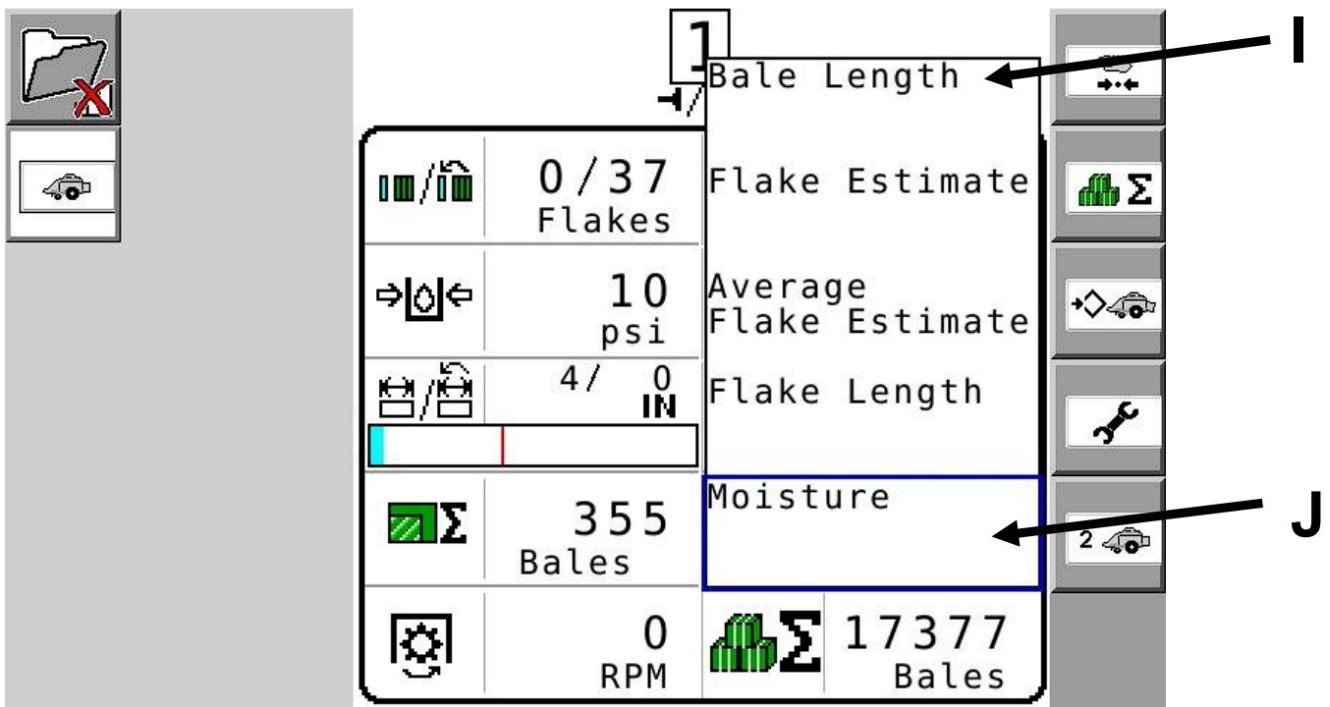 1
I
Bale Length
0/37
Flakes
Flake Estimate
10
psi
Average
Flake Estimate
4/ 0
IN
Flake Length
355
Bales
Moisture
J
2
0
RPM
17377
Bales